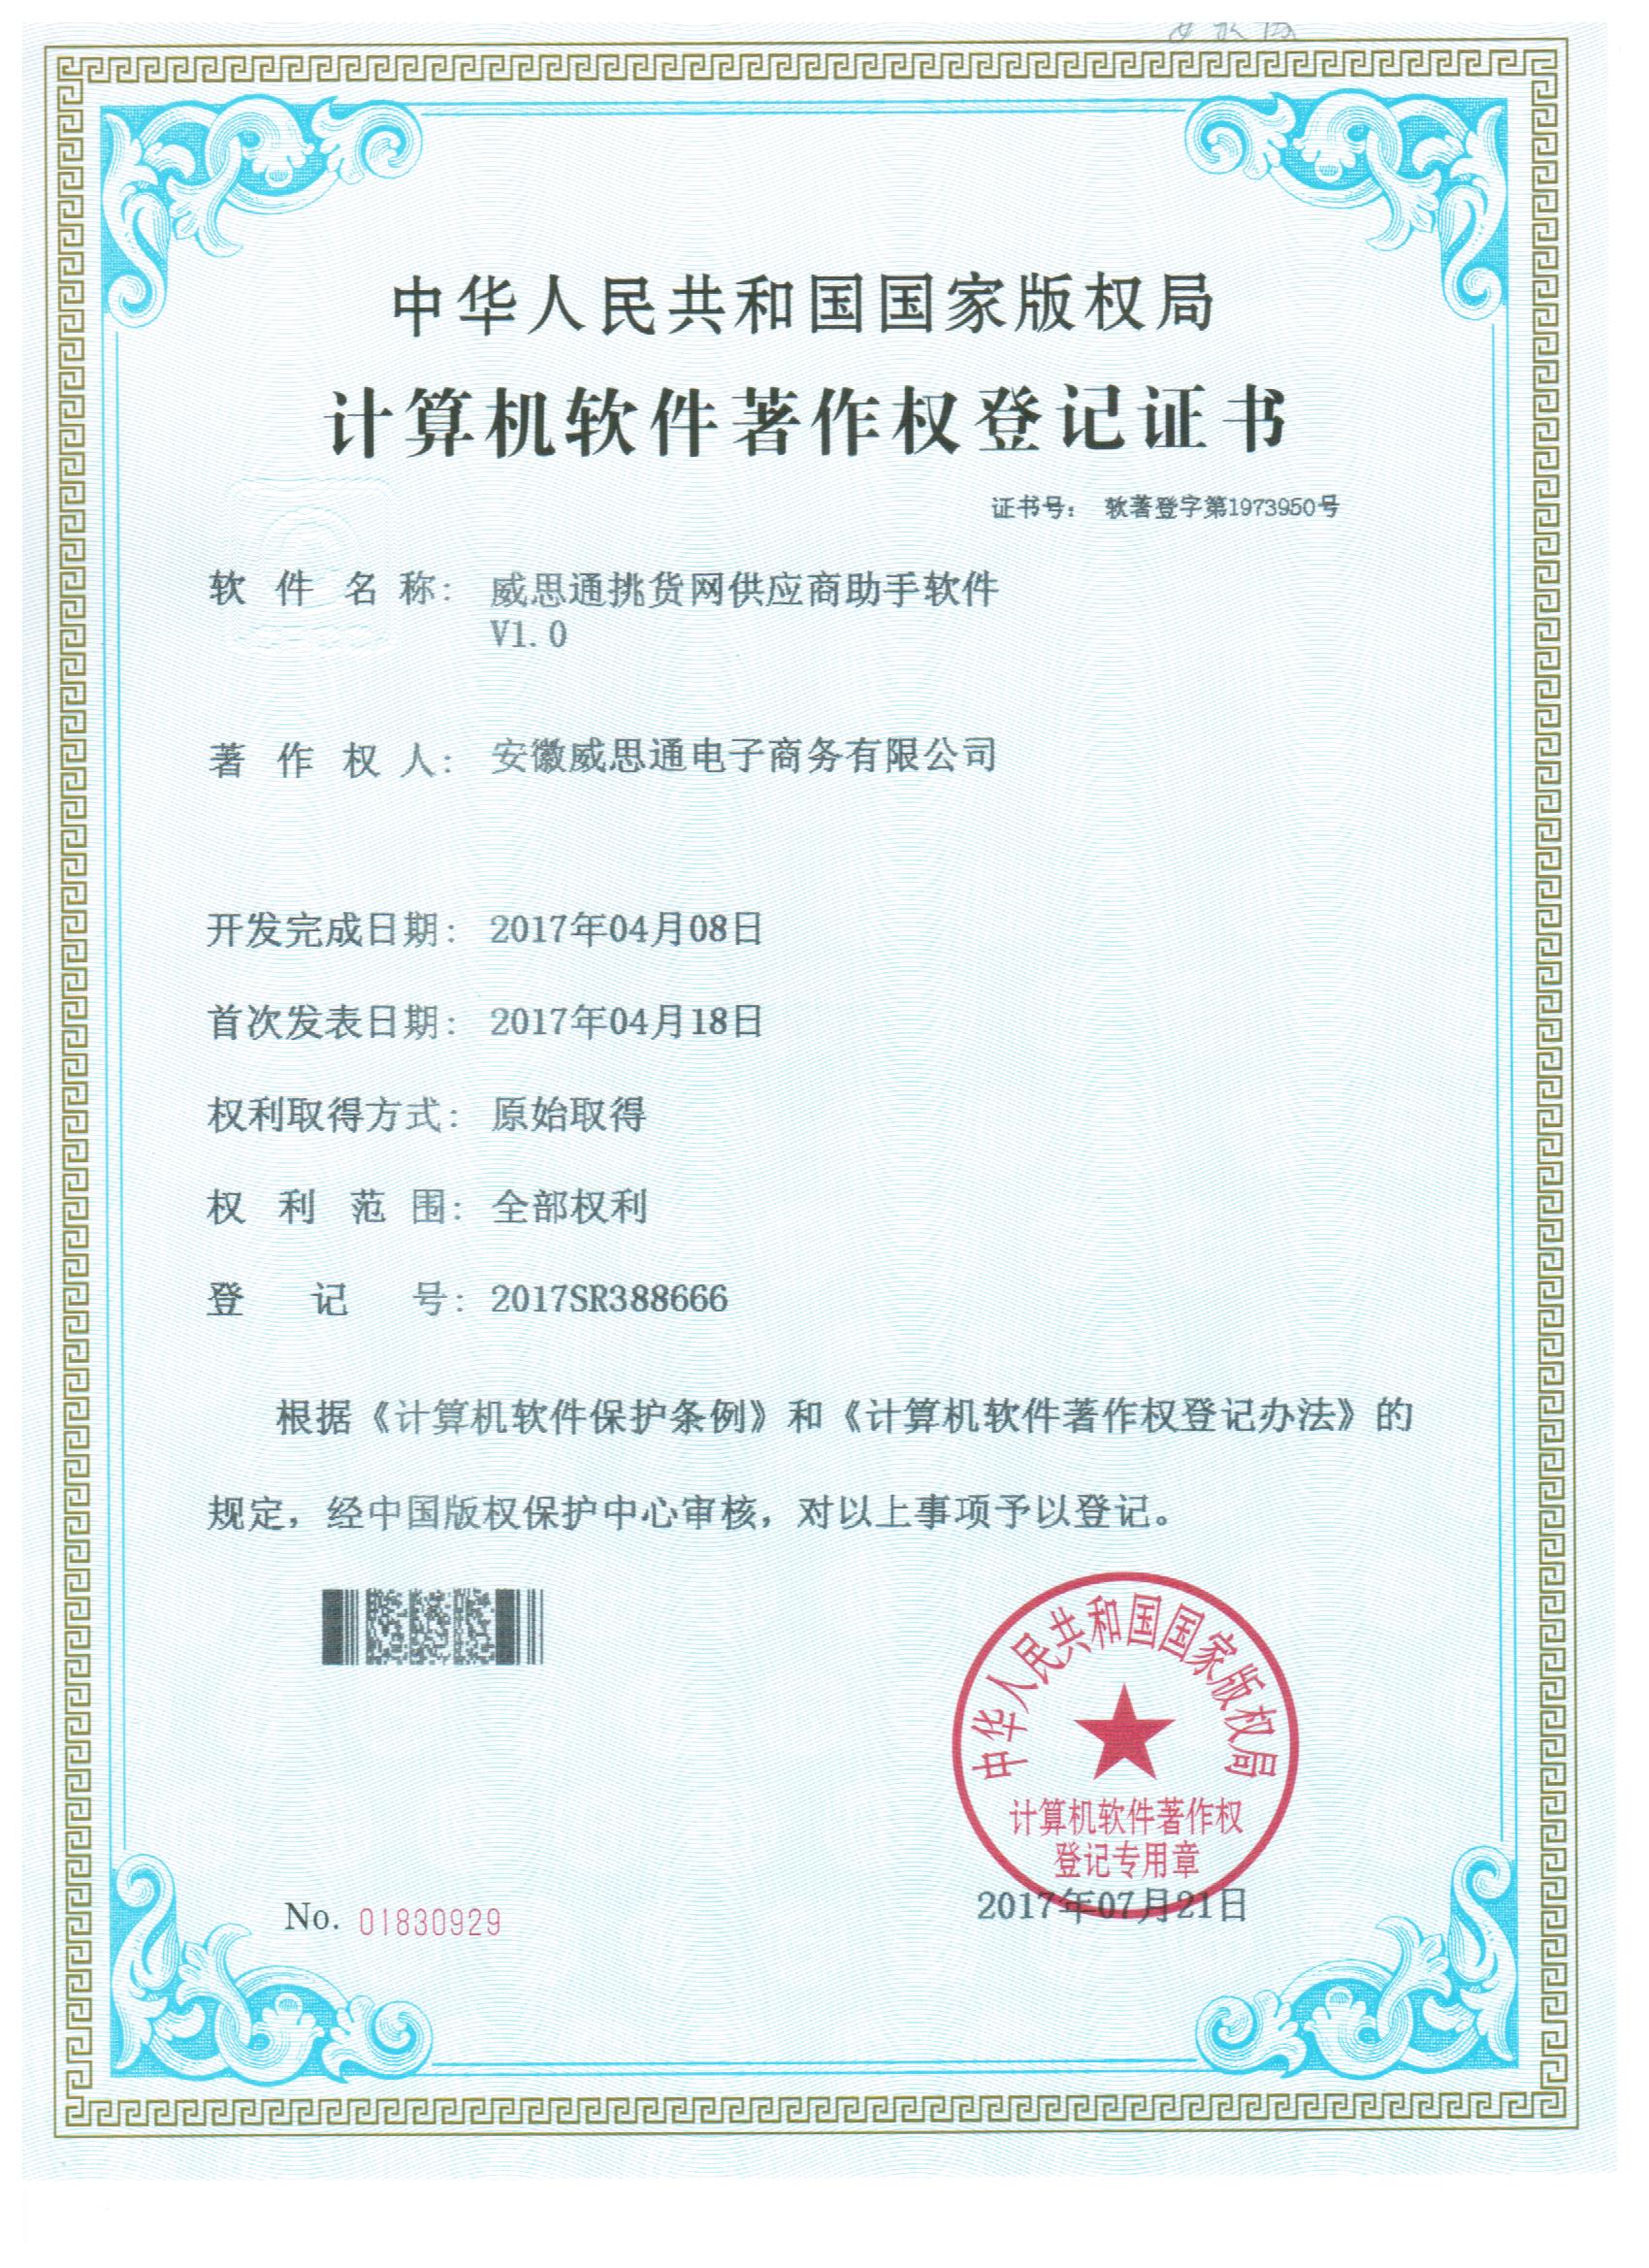 中华人民共和国国家版权局
计算机软件著作权登记证书
证书号： 软著登字第1973950号
软件名称： 威思通挑货网供应商助手软件
V1.0
著作权人： 安徽威思通电子商务有限公司
开发完成日期： 2017年04月08日
首次发表日期： 2017年04月18日
权利取得方式： 原始取得
权利范围： 全部权利
登记号： 2017SR388666
根据《计算机软件保护条例》和《计算机软件著作权登记办法》的
规定，经中国版权保护中心审核，对以上事项予以登记。
中华人民共和国国家版权局
计算机软件著作权
登记专用章
2017年07月21日
No. 01830929